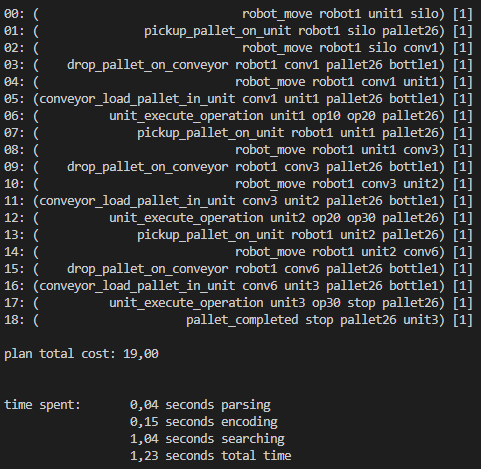 00: (                              robot_move robot1 unit1 silo) [1]
01: (               pickup_pallet_on_unit robot1 silo pallet26) [1]
02: (                              robot_move robot1 silo conv1) [1]
03: (    drop_pallet_on_conveyor robot1 conv1 pallet26 bottle1) [1]
04: (                             robot_move robot1 conv1 unit1) [1]
05: (conveyor_load_pallet_in_unit conv1 unit1 pallet26 bottle1) [1]
06: (          unit_execute_operation unit1 op10 op20 pallet26) [1]
07: (              pickup_pallet_on_unit robot1 unit1 pallet26) [1]
08: (                             robot_move robot1 unit1 conv3) [1]
09: (    drop_pallet_on_conveyor robot1 conv3 pallet26 bottle1) [1]
10: (                             robot_move robot1 conv3 unit2) [1]
11: (conveyor_load_pallet_in_unit conv3 unit2 pallet26 bottle1) [1]
12: (          unit_execute_operation unit2 op20 op30 pallet26) [1]
13: (              pickup_pallet_on_unit robot1 unit2 pallet26) [1]
14: (                             robot_move robot1 unit2 conv6) [1]
15: (    drop_pallet_on_conveyor robot1 conv6 pallet26 bottle1) [1]
16: (conveyor_load_pallet_in_unit conv6 unit3 pallet26 bottle1) [1]
17: (          unit_execute_operation unit3 op30 stop pallet26) [1]
18: (                     pallet_completed stop pallet26 unit3) [1]
plan total cost: 19,00
time spent:       0,04 seconds parsing
                  0,15 seconds encoding
                  1,04 seconds searching
                  1,23 seconds total time